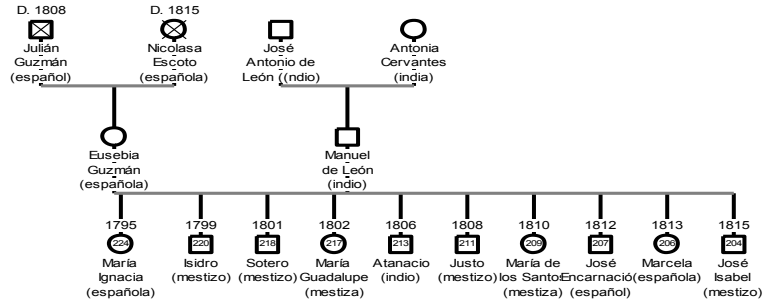 D. 1808
D. 1815
Julián
Guzmán
(español)
Nicolasa
Escoto
(española)
José
Antonio de
León ((ndio)
Antonia
Cervantes
(india)
Eusebia
Guzmán
(española)
Manuel
de León
(indio)
1795
1799
1801
1802
1806
1808
1810
1812
1813
1815
224
220
218
217
213
211
209
207
206
204
María
Ignacia
(española)
Isidro
(mestizo)
Sotero
(mestizo)
María
Guadalupe
(mestiza)
Atanacio
(indio)
Justo
(mestizo)
María de
los Santos
(mestiza)
José
Encarnación
(español)
Marcela
(española)
José
Isabel
(mestizo)